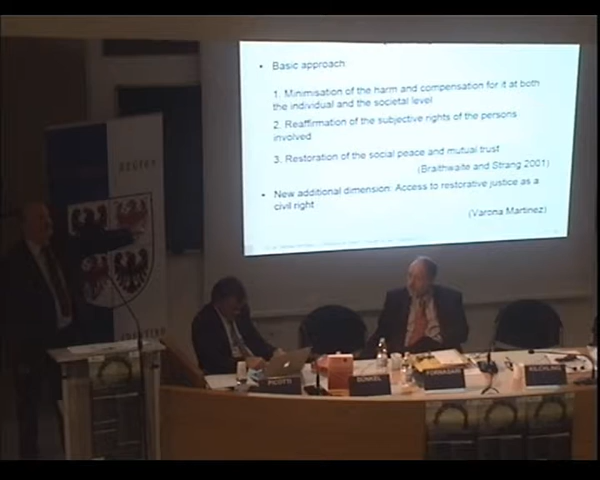 • Basic approach
1. Minimisation of the harm and compensation for it at both
the individual and the societal level
2. Reaffirmation of the subjective rights of the persons
involved
3. Restoration of the social peace and mutual trust
(Braithwaite and Strang 2001)
• New additional dimension: Access to restorative justice as a
civil right
(Varona Martinez)
PICOTTI
DÜNKEL
FORNASARI
KILCHLING